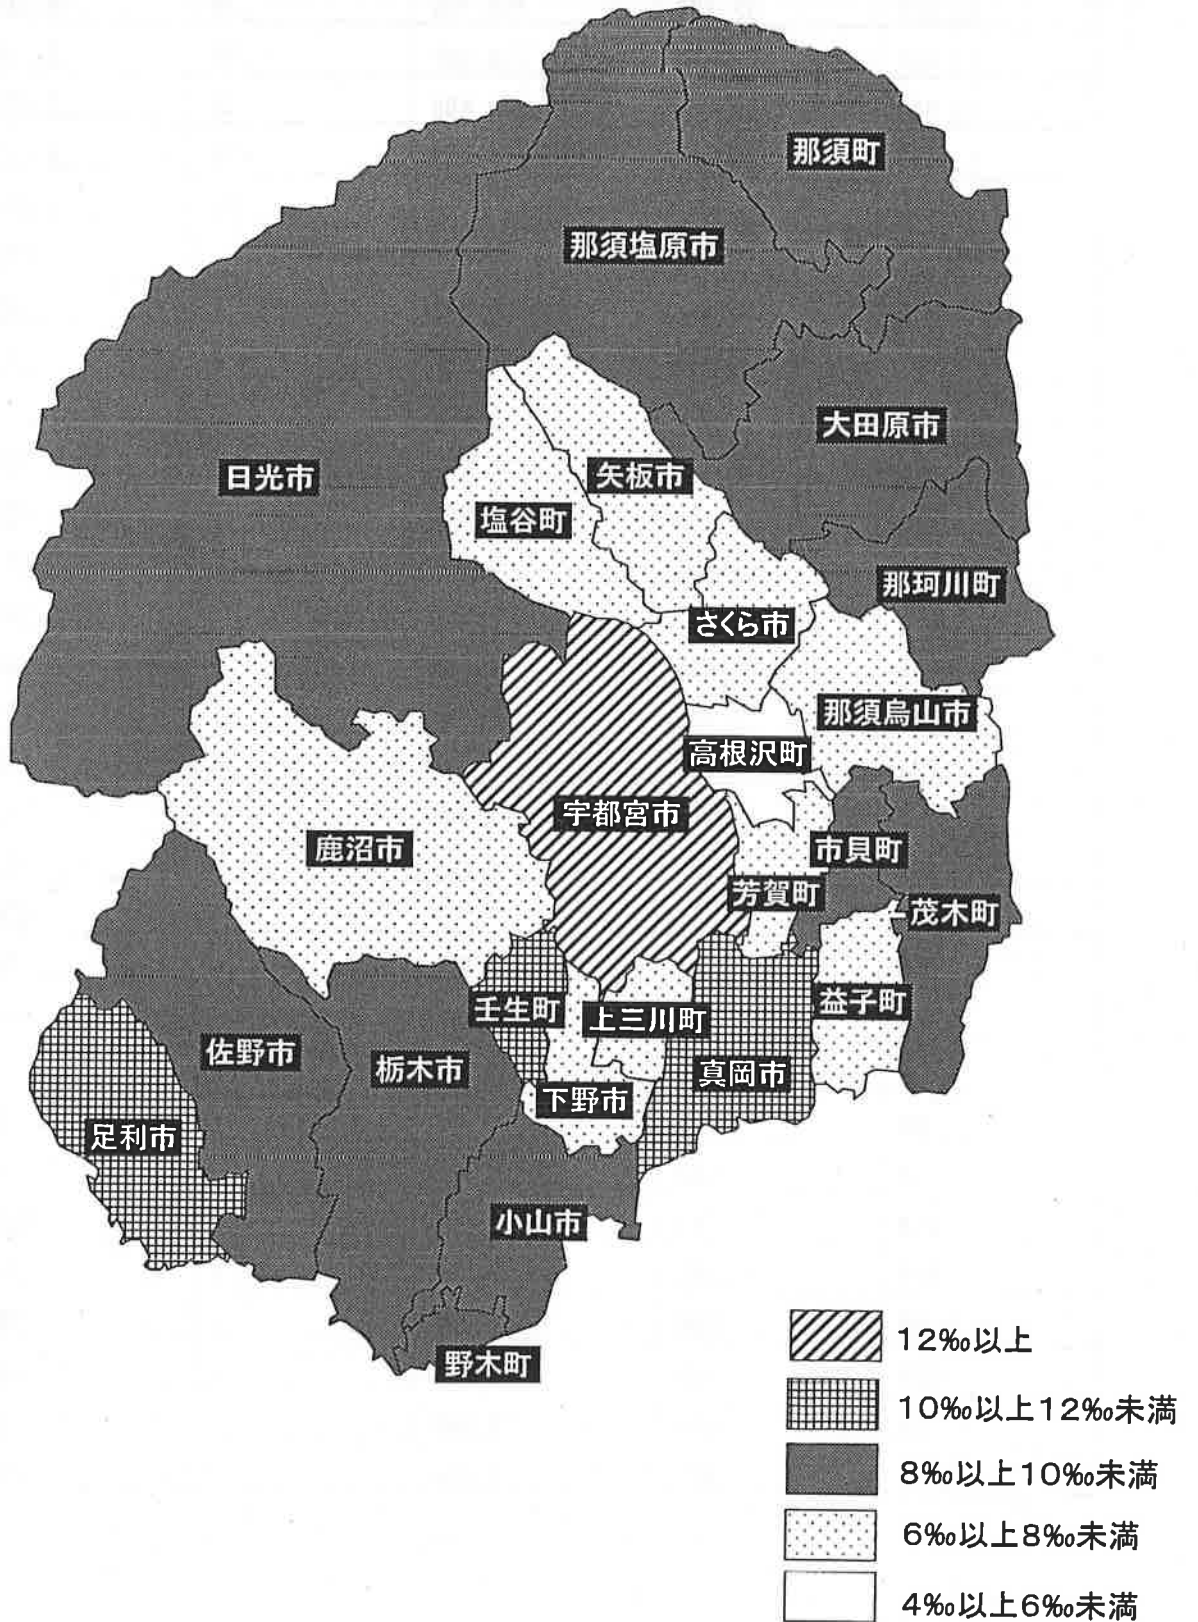 那須町
那須塩原市
大田原市
日光市
矢板市
塩谷町
那珂川町
さくら市
那須烏山市
高根沢町
宇都宮市
鹿沼市
市貝町
芳賀町
茂木町
壬生町
上三川町
益子町
佐野市
栃木市
真岡市
下野市
足利市
小山市
野木町
12‰以上
10‰以上12‰未満
8‰以上10‰未満
6‰以上8‰未満
4‰以上6‰未満